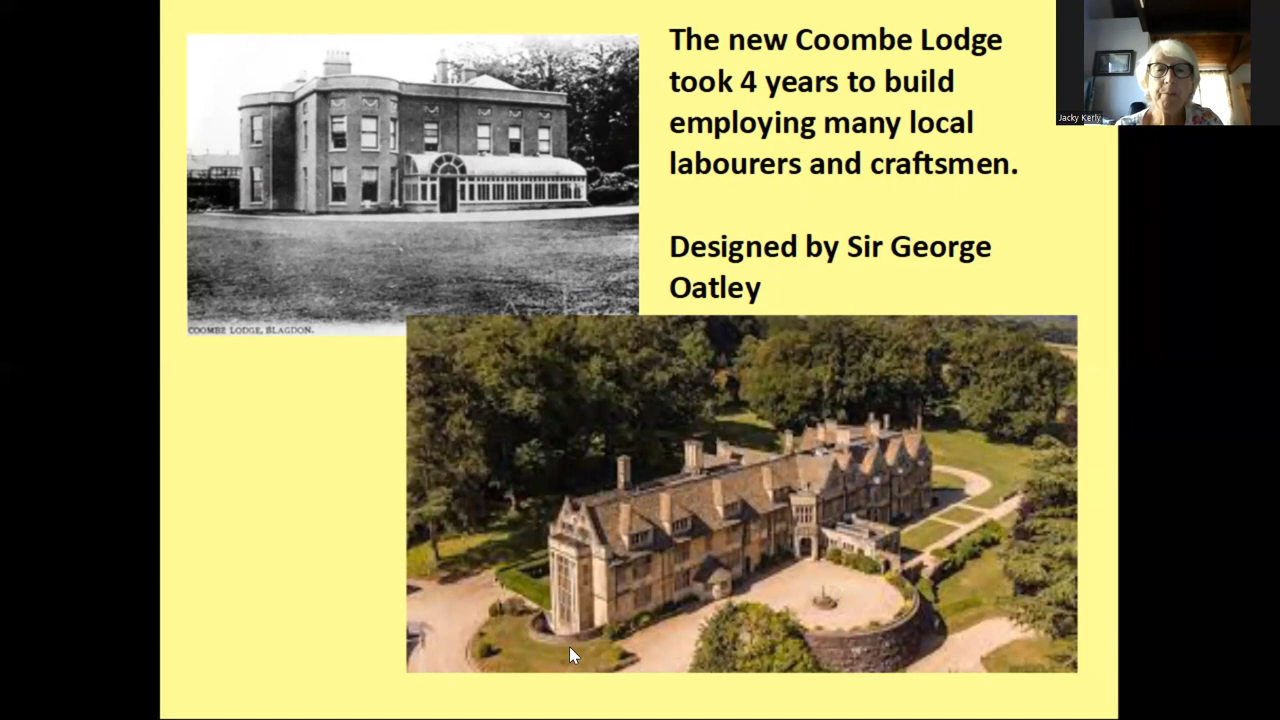 The new Coombe Lodge
took 4 years to build
employing many local
labourers and craftsmen.
Designed by Sir George
Oatley
COOMBE LODGE, BLAGDON.
Jacky Kerly